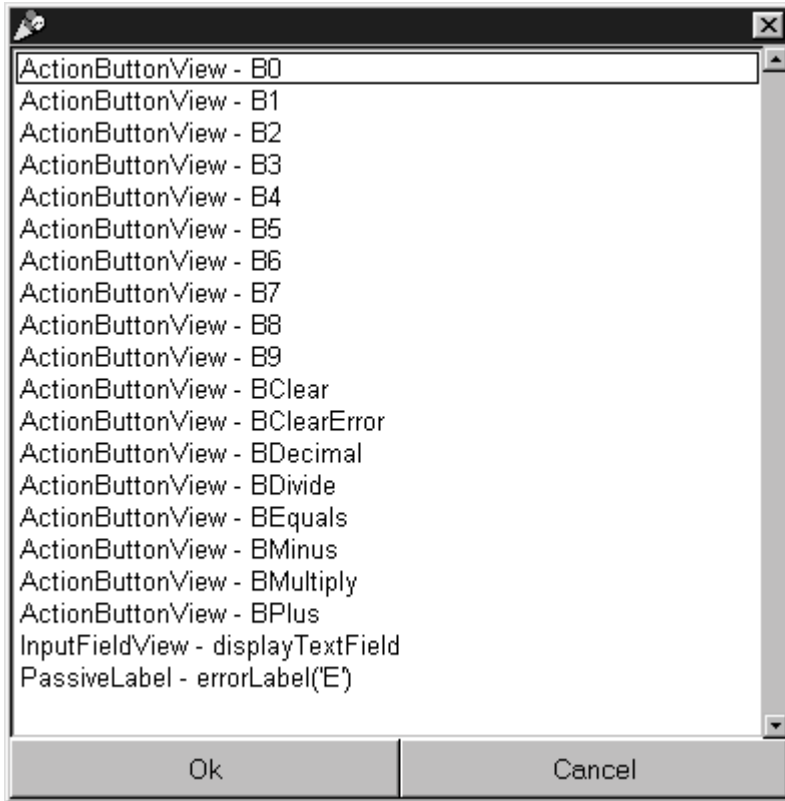 ActionButtonView - B0
ActionButtonView - B1
ActionButtonView - B2
ActionButtonView - B3
ActionButtonView - B4
ActionButtonView - B5
ActionButtonView - B6
ActionButtonView - B7
ActionButtonView - B8
ActionButtonView - B9
ActionButtonView - BClear
ActionButtonView - BClearError
ActionButtonView - BDecimal
ActionButtonView - BDivide
ActionButtonView - BEquals
ActionButtonView - BMinus
ActionButtonView - BMultiply
ActionButtonView - BPlus
InputFieldView - displayTextField
PassiveLabel - errorLabel('E')
Ok Cancel